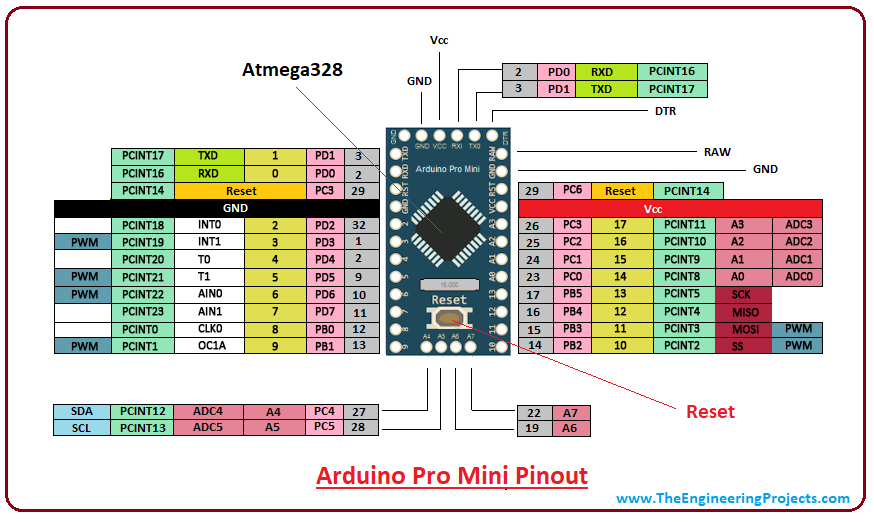 Vcc
Atmega328
GND
2 PD0 RXD PCINT16
3 PD1 TXD PCINT17
DTR
GND GND VCC RXI TX0 DTR
RAW
GND
Arduino Pro Mini
PCINT17 TXD 1 PD1 3
PCINT16 RXD 0 PD0 2
PCINT14 Reset PC3 29
GND
PCINT18 INT0 2 PD2 32
PWM PCINT19 INT1 3 PD3 1
PCINT20 T0 4 PD4 2
PWM PCINT21 T1 5 PD5 9
PWM PCINT22 AIN0 6 PD6 10
PCINT23 AIN1 7 PD7 11
PCINT0 CLK0 8 PB0 12
PWM PCINT1 OC1A 9 PB1 13
TXD RAW
RXD GND
RST RST
GND VCC
2 A3
3 A2
4 A1
5 A0
6 13
7 12
8 11
9 10
16.000
Reset
A4 A5 A6 A7
29 PC6 Reset PCINT14
Vcc
26 PC3 17 PCINT11 A3 ADC3
25 PC2 16 PCINT10 A2 ADC2
24 PC1 15 PCINT9 A1 ADC1
23 PC0 14 PCINT8 A0 ADC0
17 PB5 13 PCINT5 SCK
16 PB4 12 PCINT4 MISO
15 PB3 11 PCINT3 MOSI PWM
14 PB2 10 PCINT2 SS PWM
Reset
SDA PCINT12 ADC4 A4 PC4 27
SCL PCINT13 ADC5 A5 PC5 28
22 A7
19 A6
Arduino Pro Mini Pinout
www.TheEngineeringProjects.com